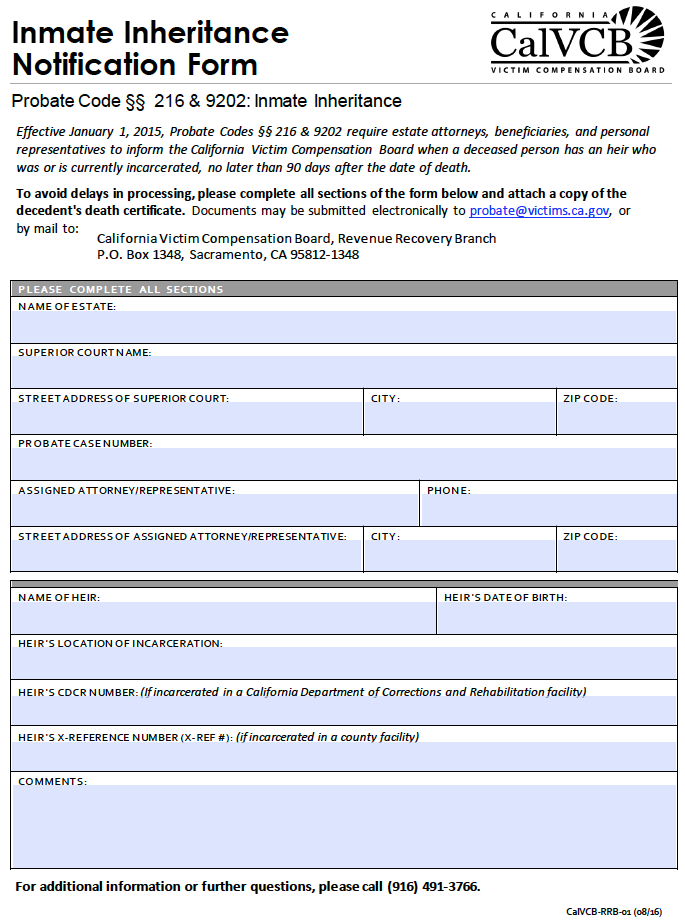 Inmate Inheritance
Notification Form
CALIFORNIA
CalVCB
VICTIM COMPENSATION BOARD
Probate Code §§ 216 & 9202: Inmate Inheritance
Effective January 1, 2015, Probate Codes §§ 216 & 9202 require estate attorneys, beneficiaries, and personal
representatives to inform the California Victim Compensation Board when a deceased person has an heir who
was or is currently incarcerated, no later than 90 days after the date of death.
To avoid delays in processing, please complete all sections of the form below and attach a copy of the
decedent's death certificate. Documents may be submitted electronically to probate@victims.ca.gov, or
by mail to:
California Victim Compensation Board, Revenue Recovery Branch
P.O. Box 1348, Sacramento, CA 95812-1348
PLEASE COMPLETE ALL SECTIONS
NAME OF ESTATE:
SUPERIOR COURT NAME:
STREET ADDRESS OF SUPERIOR COURT: CITY: ZIP CODE:
PROBATE CASE NUMBER:
ASSIGNED ATTORNEY/REPRESENTATIVE: PHONE:
STREET ADDRESS OF ASSIGNED ATTORNEY/REPRESENTATIVE: CITY: ZIP CODE:
NAME OF HEIR: HEIR'S DATE OF BIRTH:
HEIR'S LOCATION OF INCARCERATION:
HEIR'S CDCR NUMBER: (If incarcerated in a California Department of Corrections and Rehabilitation facility)
HEIR'S X-REFERENCE NUMBER (X-REF #): (if incarcerated in a county facility)
COMMENTS:
For additional information or further questions, please call (916) 491-3766.
CalVCB-RRB-01 (08/16)